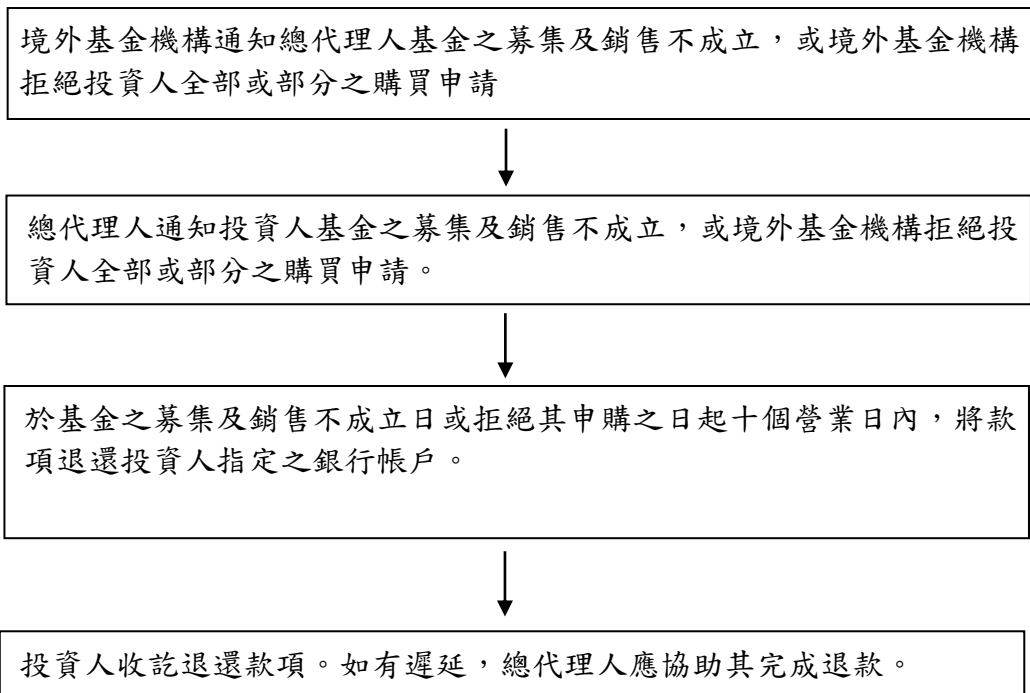 境外基金機構通知總代理人基金之募集及銷售不成立，或境外基金機構
拒絕投資人全部或部分之購買申請
總代理人通知投資人基金之募集及銷售不成立，或境外基金機構拒絕投
資人全部或部分之購買申請。
於基金之募集及銷售不成立日或拒絕其申購之日起十個營業日內，將款
項退還投資人指定之銀行帳戶。
投資人收訖退還款項。如有遲延，總代理人應協助其完成退款。